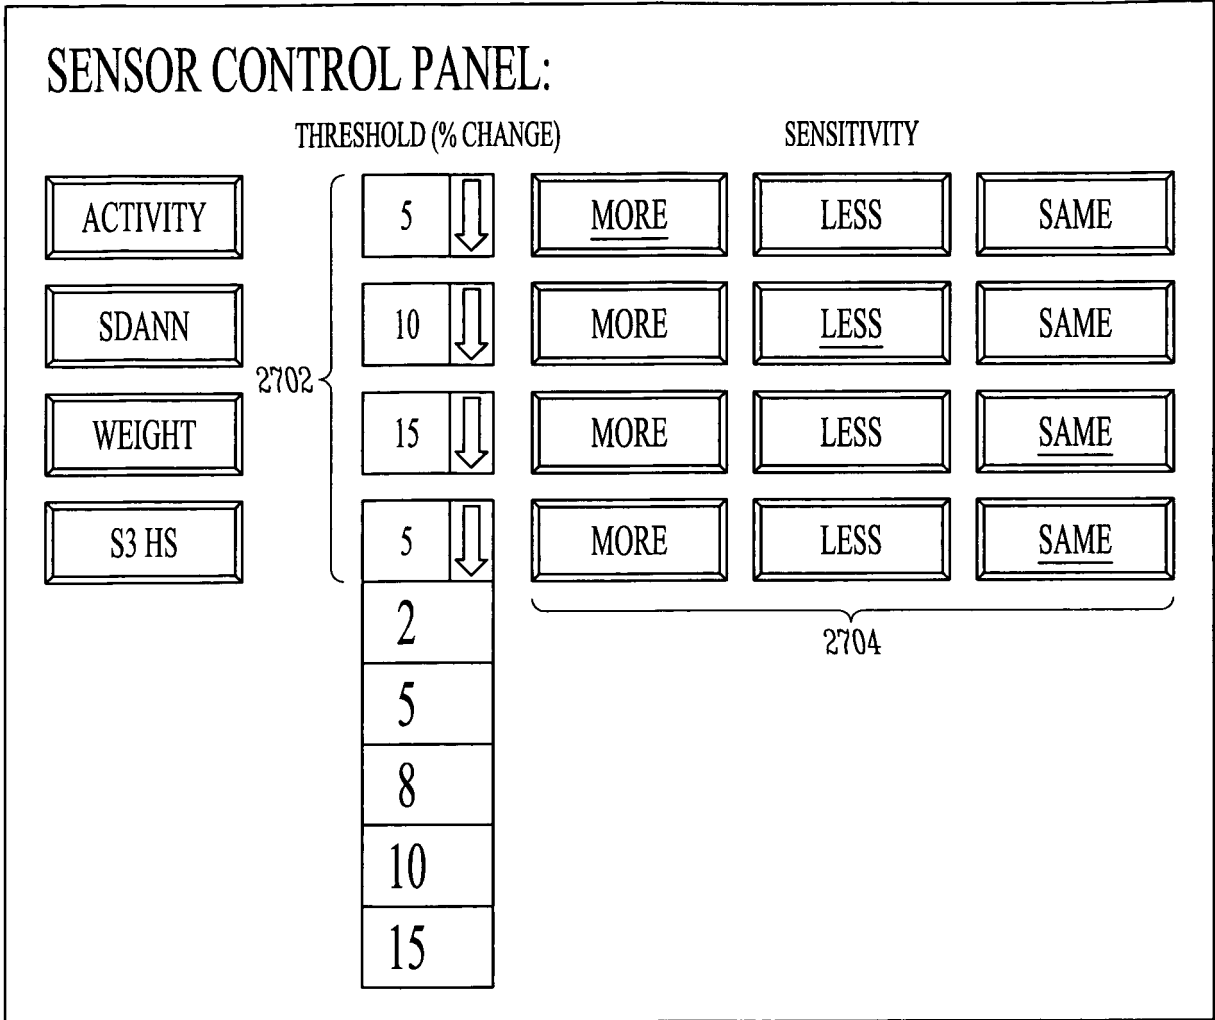 SENSOR CONTROL PANEL:
THRESHOLD (% CHANGE) SENSITIVITY
ACTIVITY 5 MORE LESS SAME
SDANN 10 MORE LESS SAME
2702
WEIGHT 15 MORE LESS SAME
S3 HS 5 MORE LESS SAME
2
2704
5
8
10
15